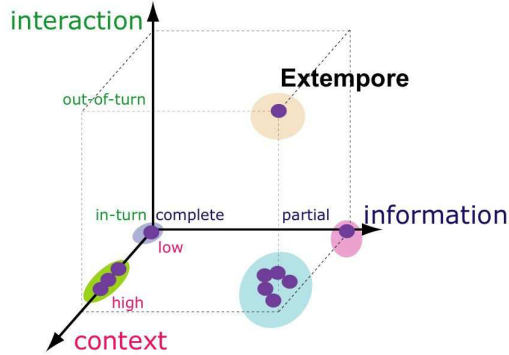 interaction
Extempore
out-of-turn
in-turn complete partial information
low
high
context